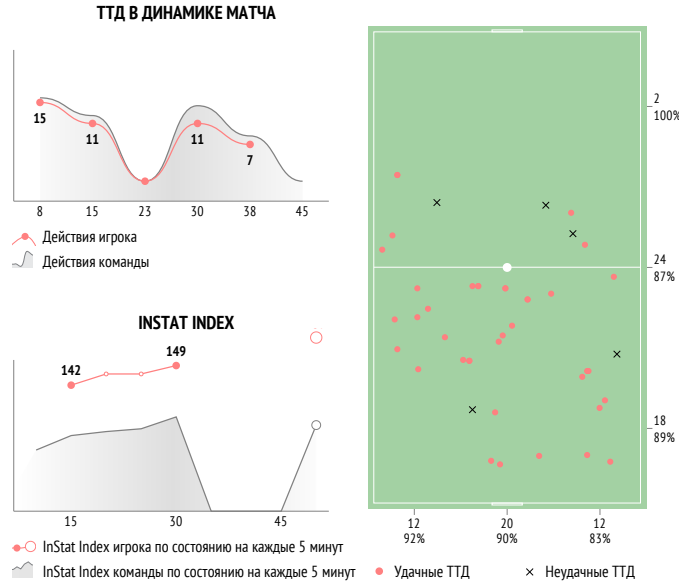 ТТД В ДИНАМИКЕ МАТЧА
15
11
11
7
8 15 23 30 38 45
Действия игрока
Действия команды
INSTAT INDEX
142
149
15 30 45
InStat Index игрока по состоянию на каждые 5 минут
InStat Index команды по состоянию на каждые 5 минут
2
100%
24
87%
18
89%
12 20 12
92% 90% 83%
Удачные ТТД
Неудачные ТТД